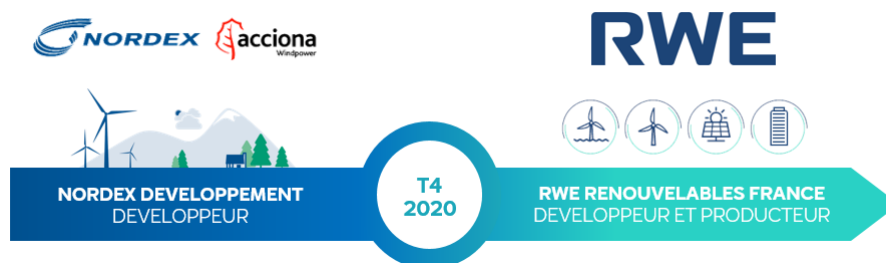 NORDEX
acciona
Windpower
RWE
NORDEX DEVELOPPEMENT
DEVELOPPEUR
T4
2020
RWE RENOUVELABLES FRANCE
DEVELOPPEUR ET PRODUCTEUR